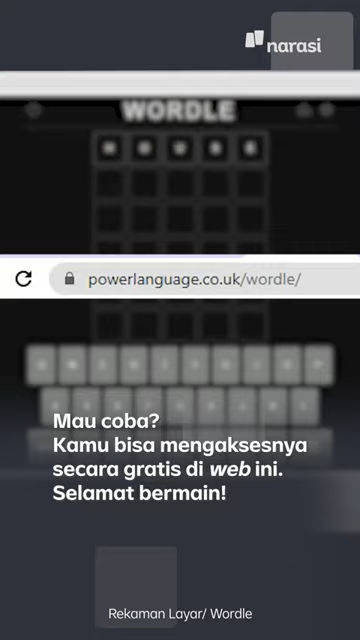 narasi
WORDLE
powerlanguage.co.uk/wordle/
Mau coba?
Kamu bisa mengaksesnya
secara gratis di web ini.
Selamat bermain!
Rekaman Layar/ Wordle